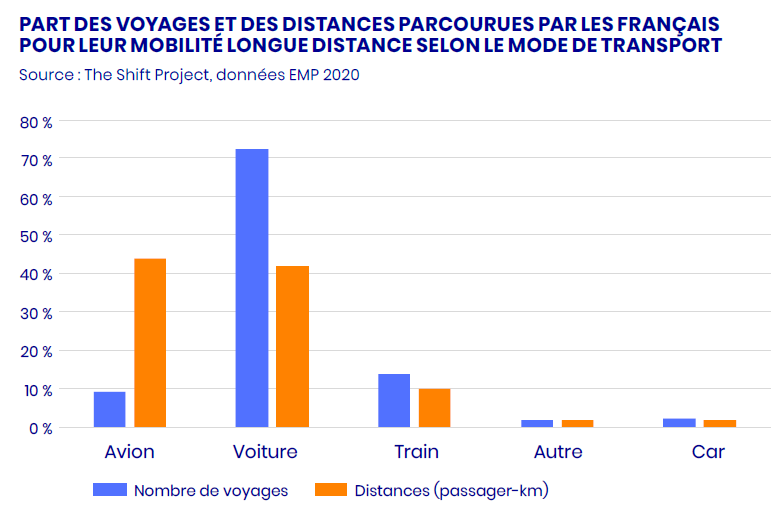 PART DES VOYAGES ET DES DISTANCES PARCOURUES PAR LES FRANÇAIS
POUR LEUR MOBILITÉ LONGUE DISTANCE SELON LE MODE DE TRANSPORT
Source : The Shift Project, données EMP 2020
80 %
70 %
60 %
50 %
40 %
30 %
20 %
10 %
0 %
Avion Voiture Train Autre Car
Nombre de voyages Distances (passager-km)